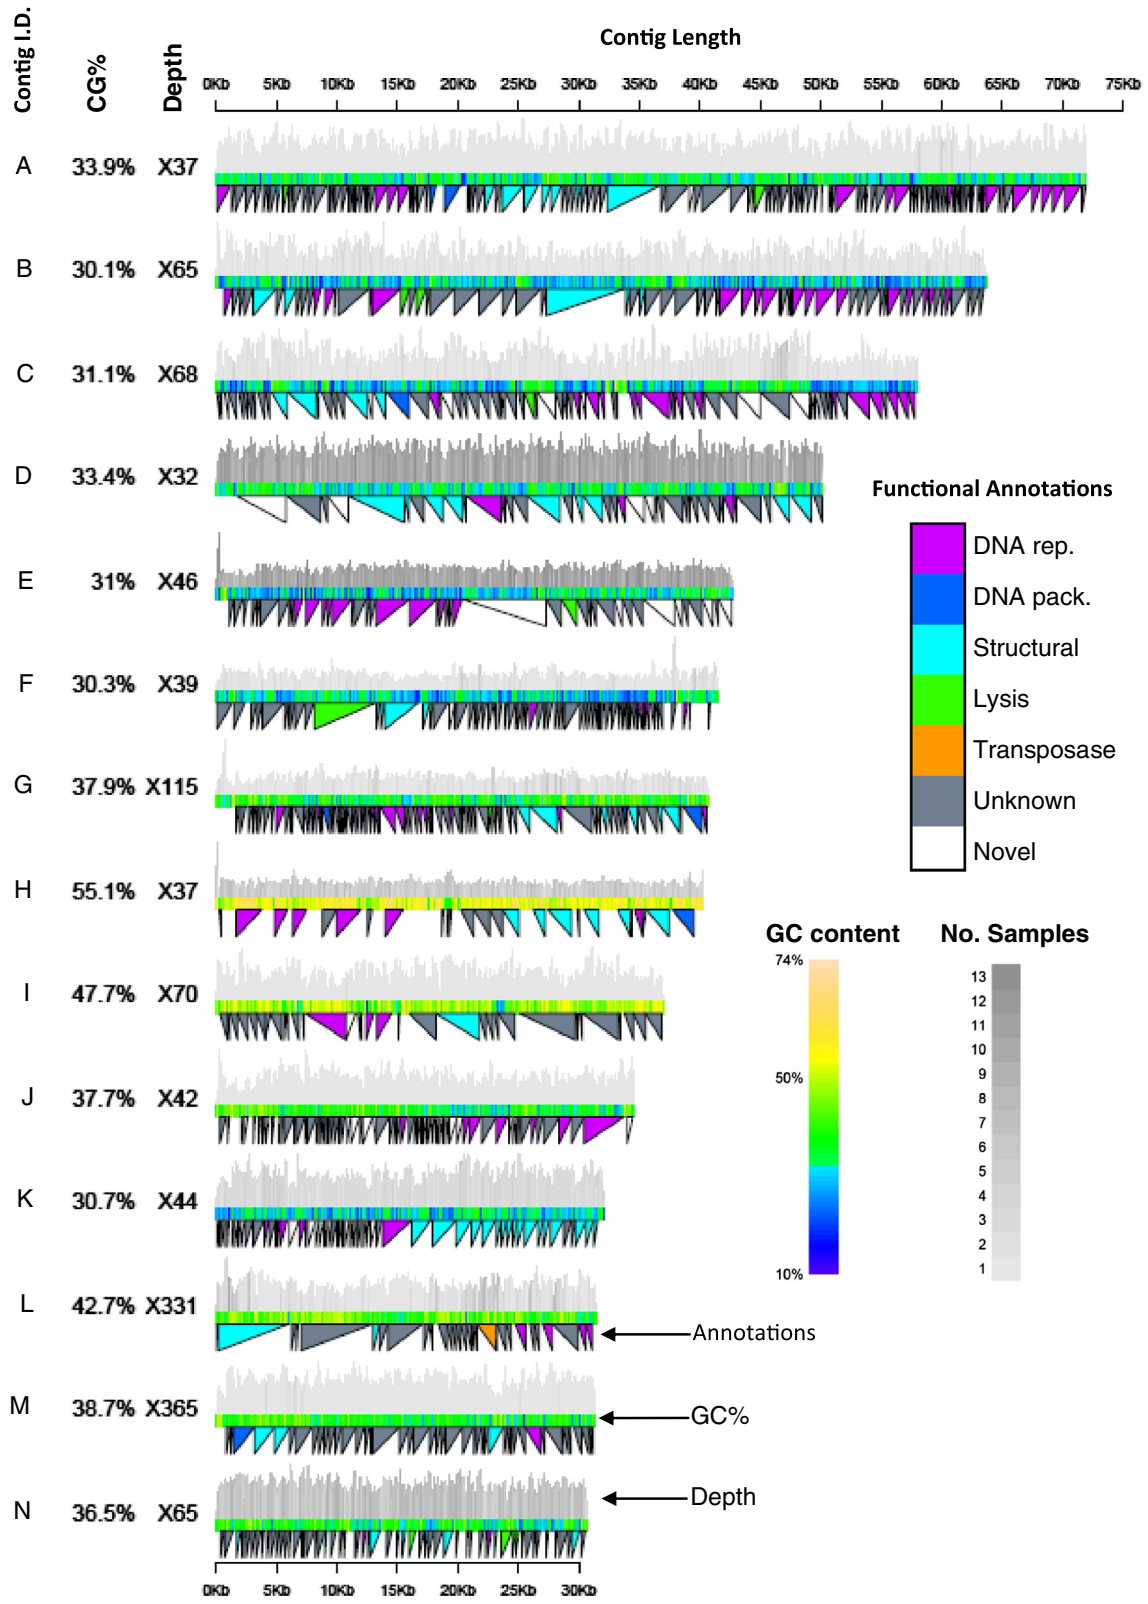 Contig I.D.
CG%
Depth
Contig Length
0Kb 5Kb 10Kb 15Kb 20Kb 25Kb 30Kb 35Kb 40Kb 45Kb 50Kb 55Kb 60Kb 65Kb 70Kb 75Kb
A 33.9% X37
B 30.1% X65
C 31.1% X68
D 33.4% X32
E 31% X46
F 30.3% X39
G 37.9% X115
H 55.1% X37
I 47.7% X70
J 37.7% X42
K 30.7% X44
L 42.7% X331
M 38.7% X365
N 36.5% X65
0Kb 5Kb 10Kb 15Kb 20Kb 25Kb 30Kb
Functional Annotations
DNA rep.
DNA pack.
Structural
Lysis
Transposase
Unknown
Novel
GC content
74%
50%
10%
No. Samples
13
12
11
10
9
8
7
6
5
4
3
2
1
Annotations
GC%
Depth